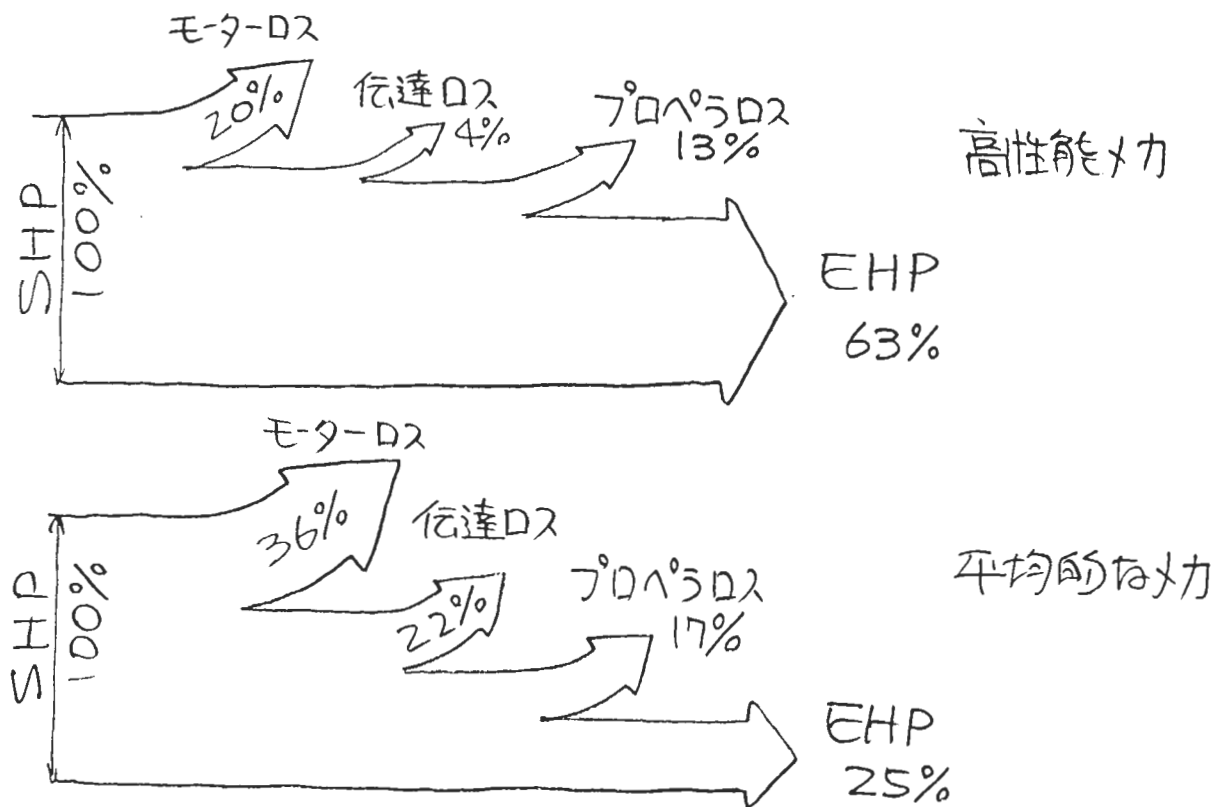 モーターロス
20%
伝達ロス
4%
プロペラロス
13%
高性能メカ
SHP
100%
EHP
63%
モーターロス
36%
伝達ロス
22%
プロペラロス
17%
平均的なメカ
SHP
100%
EHP
25%